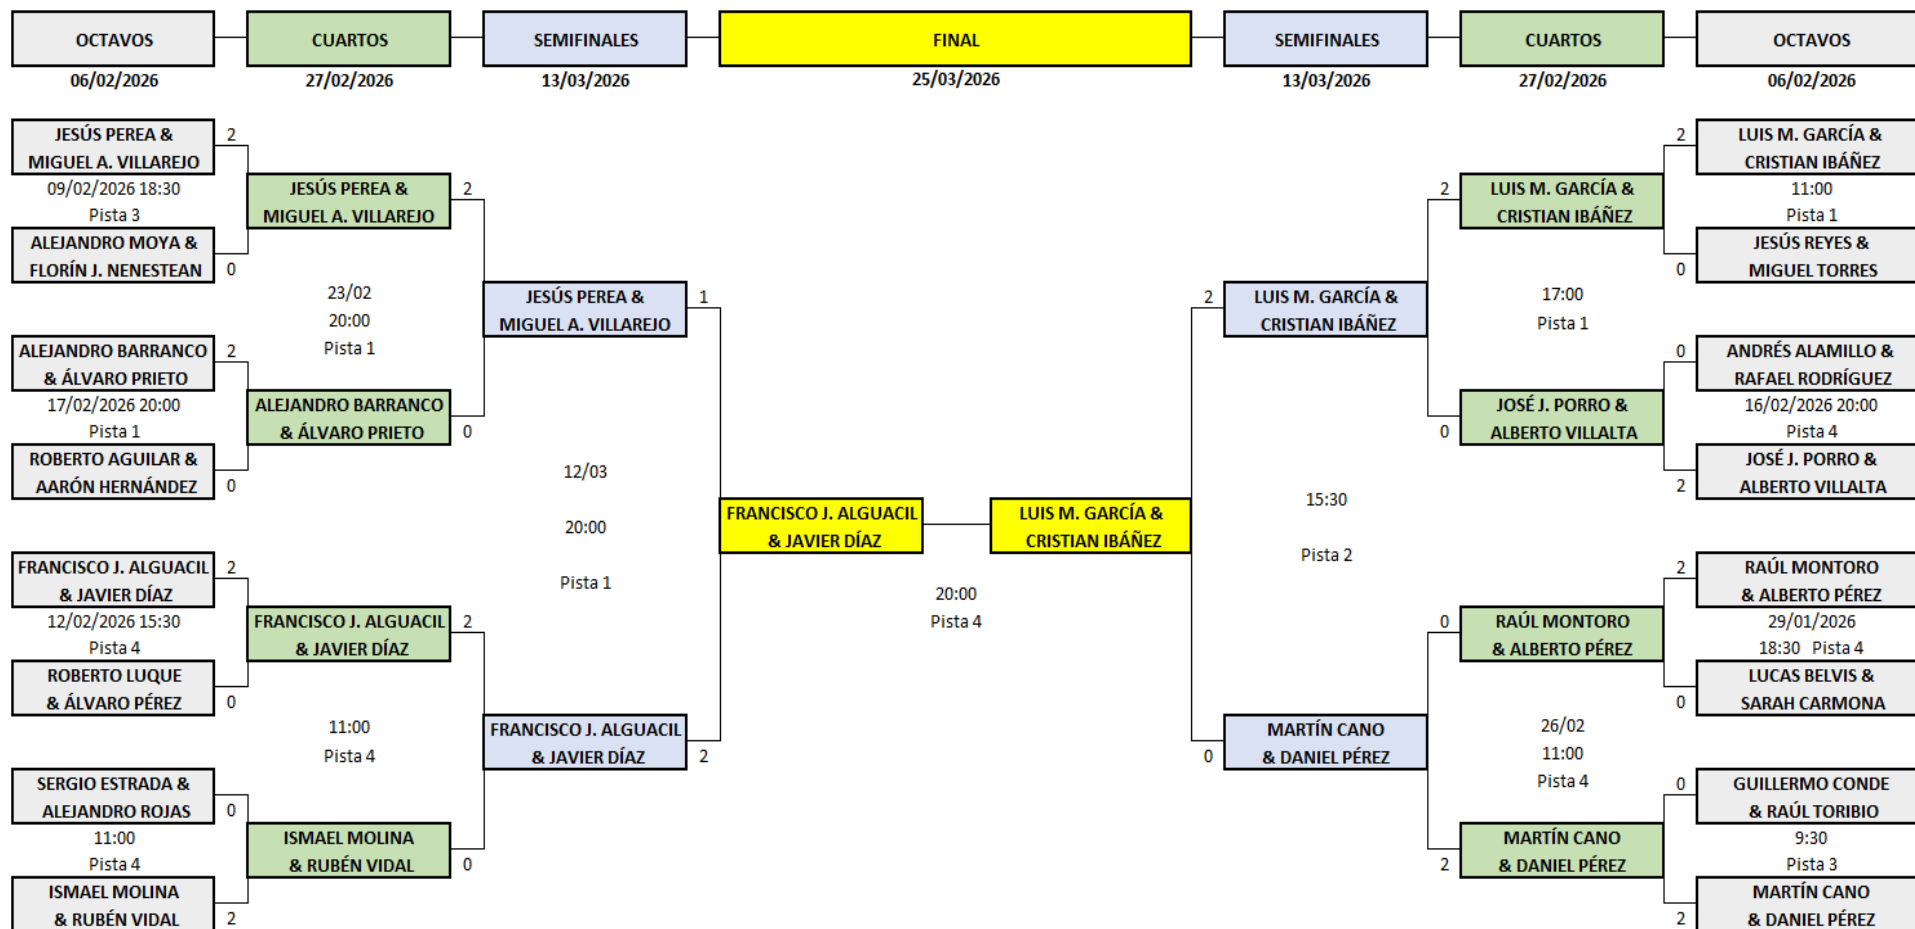 OCTAVOS
CUARTOS
SEMIFINALES
FINAL
SEMIFINALES
CUARTOS
OCTAVOS
06/02/2026
27/02/2026
13/03/2026
25/03/2026
13/03/2026
27/02/2026
06/02/2026
JESÚS PEREA &
MIGUEL A. VILLAREJO
2
09/02/2026 18:30
Pista 3
ALEJANDRO MOYA &
FLORÍN J. NENESTEAN
0
ALEJANDRO BARRANCO
& ÁLVARO PRIETO
2
17/02/2026 20:00
Pista 1
ROBERTO AGUILAR &
AARÓN HERNÁNDEZ
0
FRANCISCO J. ALGUACIL
& JAVIER DÍAZ
2
12/02/2026 15:30
Pista 4
ROBERTO LUQUE
& ÁLVARO PÉREZ
0
SERGIO ESTRADA &
ALEJANDRO ROJAS
0
11:00
Pista 4
ISMAEL MOLINA
& RUBÉN VIDAL
2
JESÚS PEREA &
MIGUEL A. VILLAREJO
2
23/02
20:00
Pista 1
ALEJANDRO BARRANCO
& ÁLVARO PRIETO
0
FRANCISCO J. ALGUACIL
& JAVIER DÍAZ
2
11:00
Pista 4
ISMAEL MOLINA
& RUBÉN VIDAL
0
JESÚS PEREA &
MIGUEL A. VILLAREJO
1
12/03
20:00
Pista 1
FRANCISCO J. ALGUACIL
& JAVIER DÍAZ
2
FRANCISCO J. ALGUACIL
& JAVIER DÍAZ
LUIS M. GARCÍA &
CRISTIAN IBÁÑEZ
20:00
Pista 4
2
LUIS M. GARCÍA &
CRISTIAN IBÁÑEZ
15:30
Pista 2
0
MARTÍN CANO
& DANIEL PÉREZ
2
LUIS M. GARCÍA &
CRISTIAN IBÁÑEZ
17:00
Pista 1
0
JOSÉ J. PORRO &
ALBERTO VILLALTA
0
RAÚL MONTORO
& ALBERTO PÉREZ
26/02
11:00
Pista 4
2
MARTÍN CANO
& DANIEL PÉREZ
2
LUIS M. GARCÍA &
CRISTIAN IBÁÑEZ
11:00
Pista 1
0
JESÚS REYES &
MIGUEL TORRES
0
ANDRÉS ALAMILLO &
RAFAEL RODRÍGUEZ
16/02/2026 20:00
Pista 4
2
JOSÉ J. PORRO &
ALBERTO VILLALTA
2
RAÚL MONTORO
& ALBERTO PÉREZ
29/01/2026
18:30 Pista 4
0
LUCAS BELVIS &
SARAH CARMONA
0
GUILLERMO CONDE
& RAÚL TORIBIO
9:30
Pista 3
2
MARTÍN CANO
& DANIEL PÉREZ